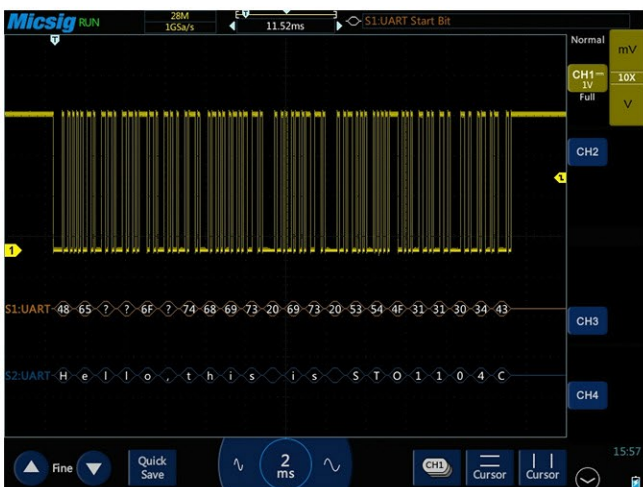 Micsig RUN 28M 1GSa/s 11.52ms S1:UART Start Bit
T
T
Normal
mV
CH1
1V
Full
10X
V
CH2
1
S1:UART 48 65 ? ? 6F ? 74 68 69 73 20 69 73 20 53 54 4F 31 31 30 34 43
CH3
S2:UART H e l l o , t h i s i s S T O 1 1 0 4 C
CH4
15:57
Fine
Quick Save
2 ms
CH1
Cursor
Cursor